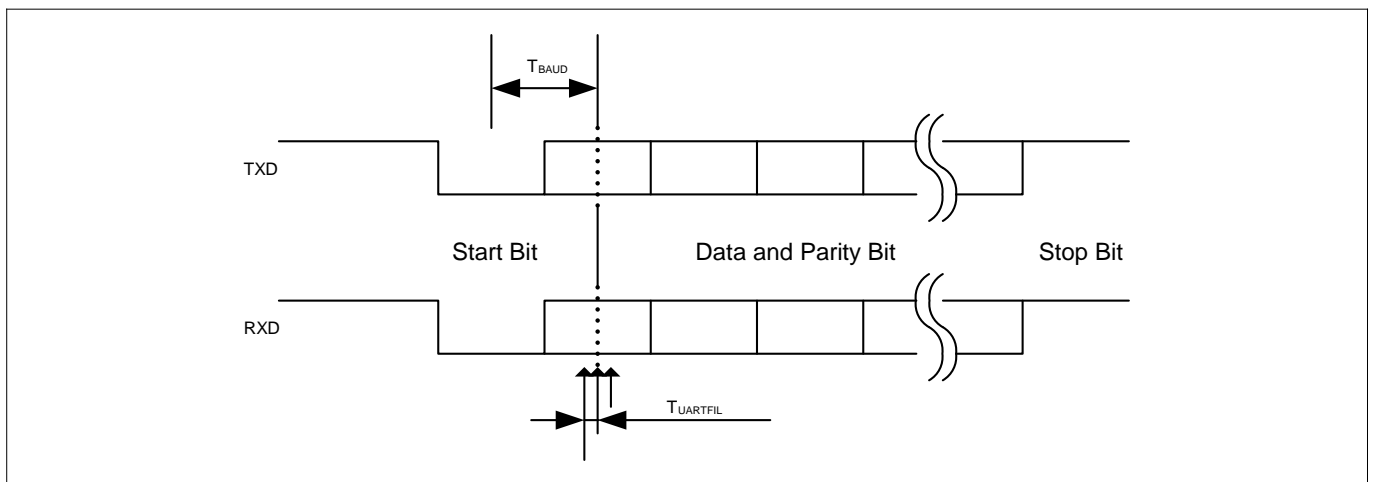 TBAUD
TXD
Start Bit
Data and Parity Bit
Stop Bit
RXD
TUARTFIL